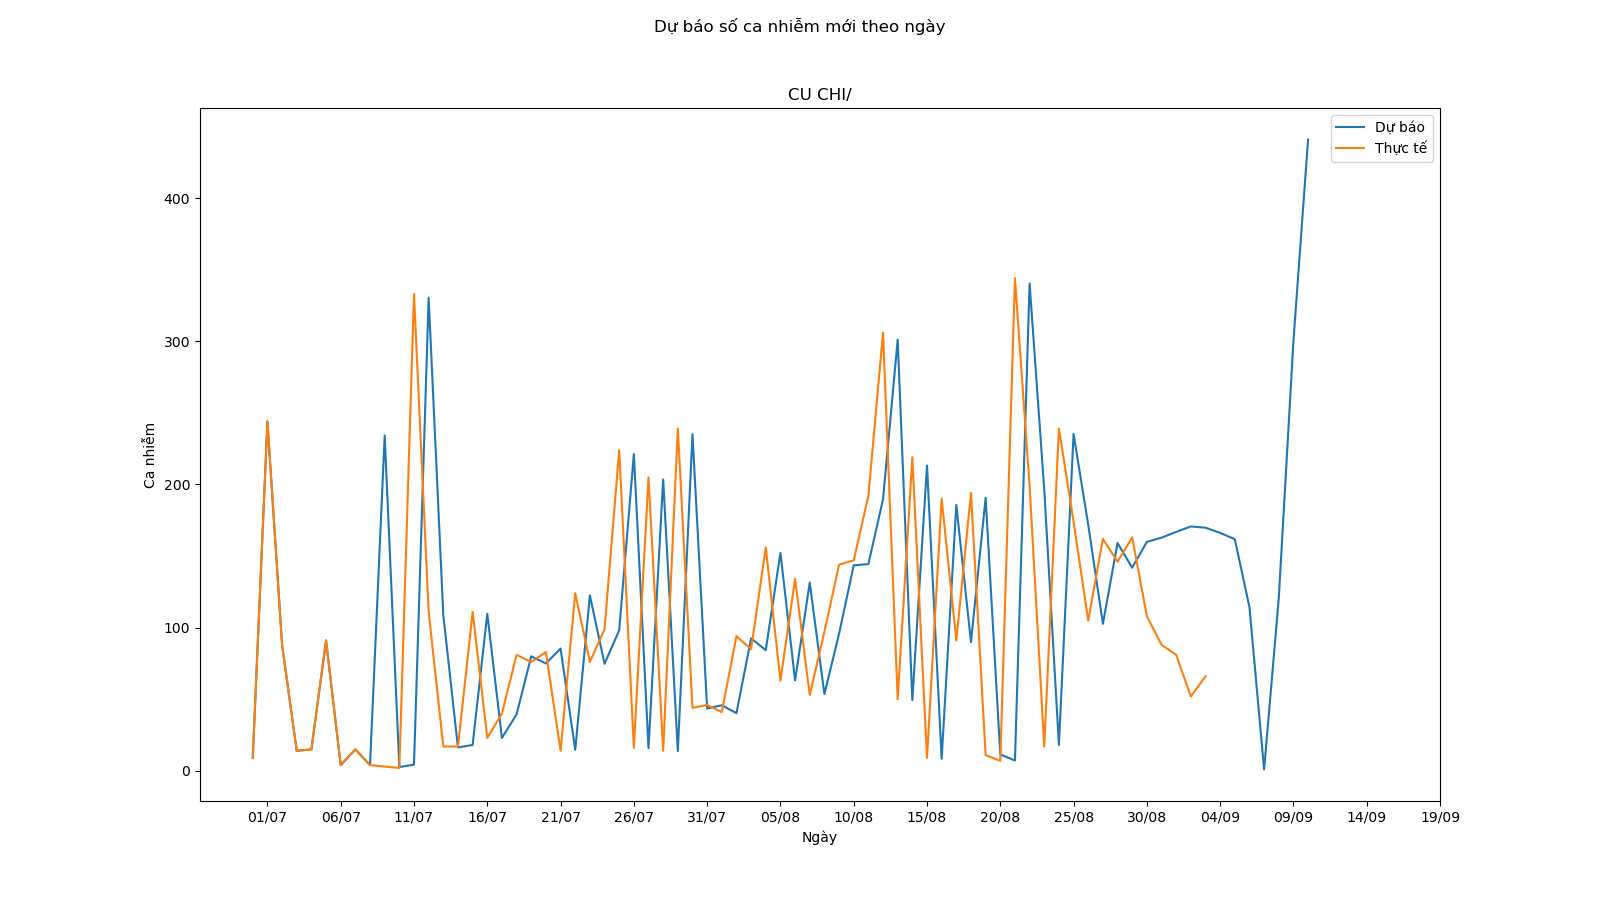 Dự báo số ca nhiễm mới theo ngày
CU CHI/
Dự báo
Thực tế
Ca nhiễm
400
300
200
100
0
01/07 06/07 11/07 16/07 21/07 26/07 31/07 05/08 10/08 15/08 20/08 25/08 30/08 04/09 09/09 14/09 19/09
Ngày